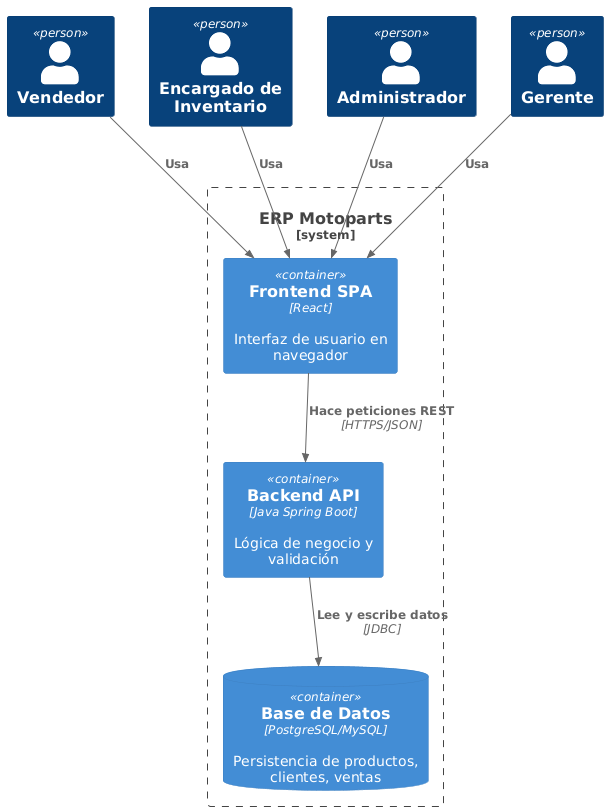 «person»
Vendedor
«person»
Encargado de
Inventario
«person»
Administrador
«person»
Gerente
Usa
Usa
Usa
Usa
ERP Motoparts
[system]
«container»
Frontend SPA
[React]
Interfaz de usuario en
navegador
Hace peticiones REST
[HTTPS/JSON]
«container»
Backend API
[Java Spring Boot]
Lógica de negocio y
validación
Lee y escribe datos
[JDBC]
«container»
Base de Datos
[PostgreSQL/MySQL]
Persistencia de productos,
clientes, ventas